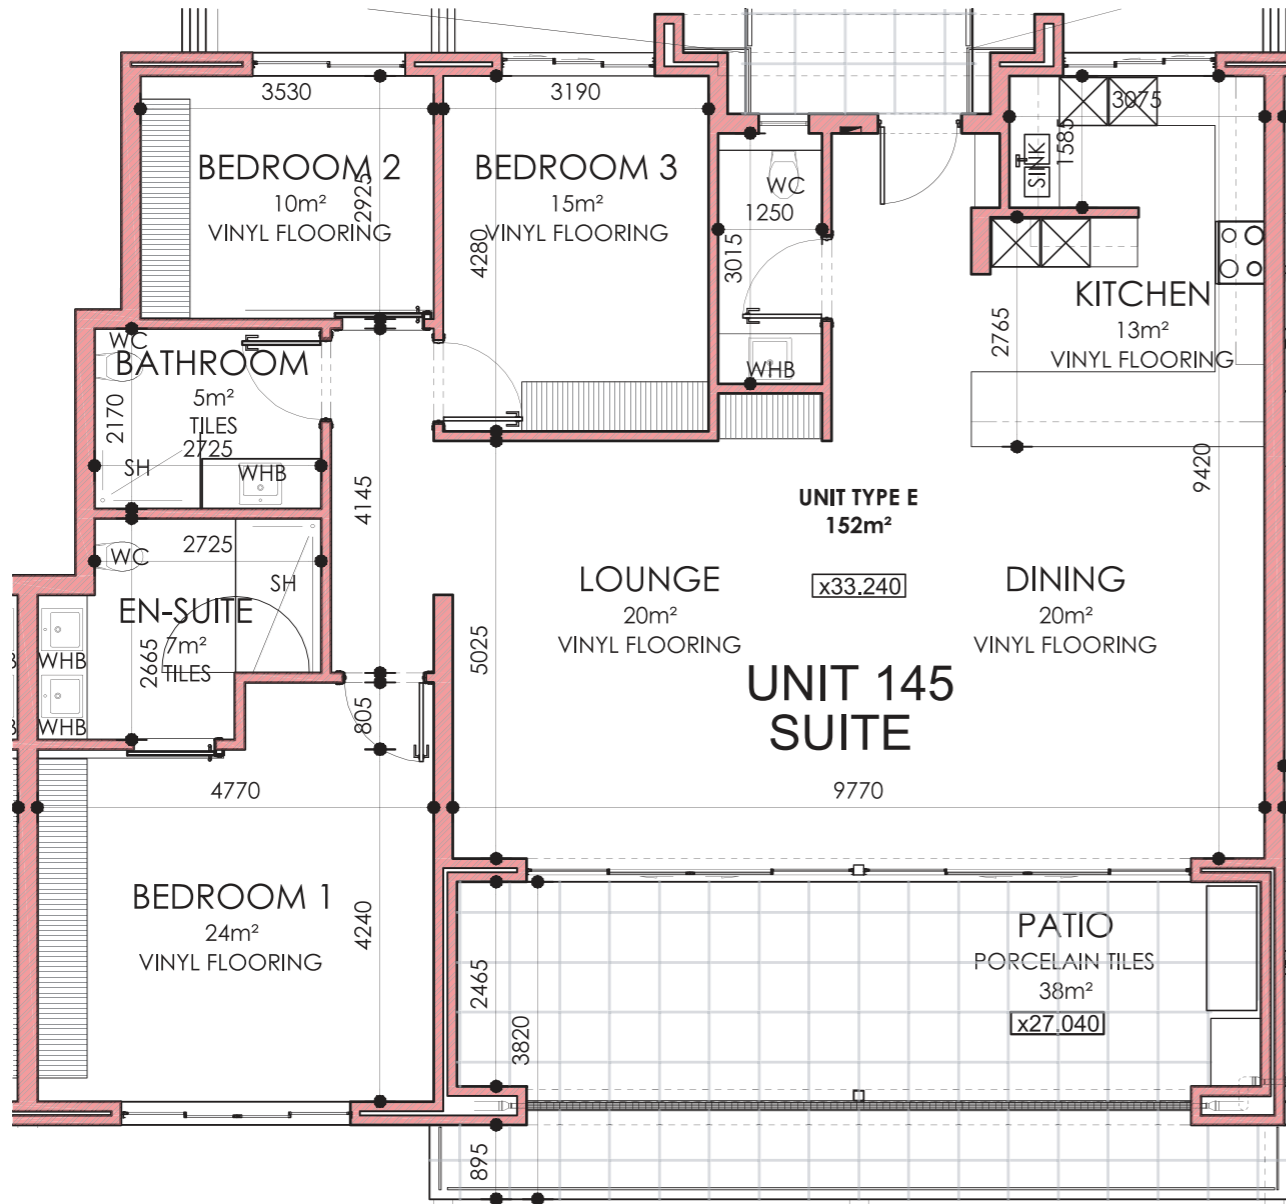 3530
3190
3075
BEDROOM 2
10m²
VINYL FLOORING
2925
BEDROOM 3
15m²
VINYL FLOORING
4280
WC
1250
3015
WHB
SINK
1585
KITCHEN
13m²
VINYL FLOORING
2765
9420
WC
BATHROOM
5m²
TILES
2170
2725
SH
WHB
4145
UNIT TYPE E
152m²
x33.240
LOUNGE
20m²
VINYL FLOORING
DINING
20m²
VINYL FLOORING
UNIT 145
SUITE
5025
9770
WC
2725
SH
EN-SUITE
7m²
TILES
2665
WHB
WHB
B
B
805
4770
BEDROOM 1
24m²
VINYL FLOORING
4240
PATIO
PORCELAIN TILES
38m²
x27.040
2465
3820
895